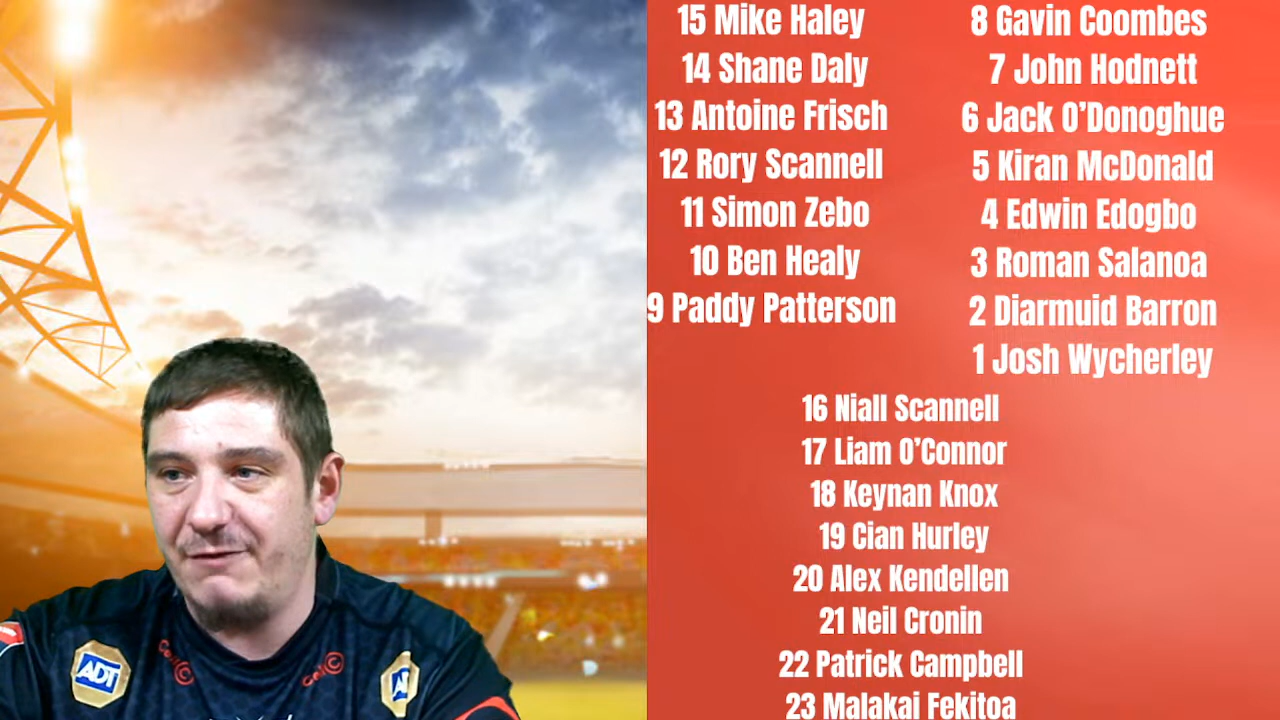 15 Mike Haley
14 Shane Daly
13 Antoine Frisch
12 Rory Scannell
11 Simon Zebo
10 Ben Healy
9 Paddy Patterson
8 Gavin Coombes
7 John Hodnett
6 Jack O’Donoghue
5 Kiran McDonald
4 Edwin Edogbo
3 Roman Salanoa
2 Diarmuid Barron
1 Josh Wycherley
16 Niall Scannell
17 Liam O’Connor
18 Keynan Knox
19 Cian Hurley
20 Alex Kendellen
21 Neil Cronin
22 Patrick Campbell
23 Malakai Fekitoa
ADT